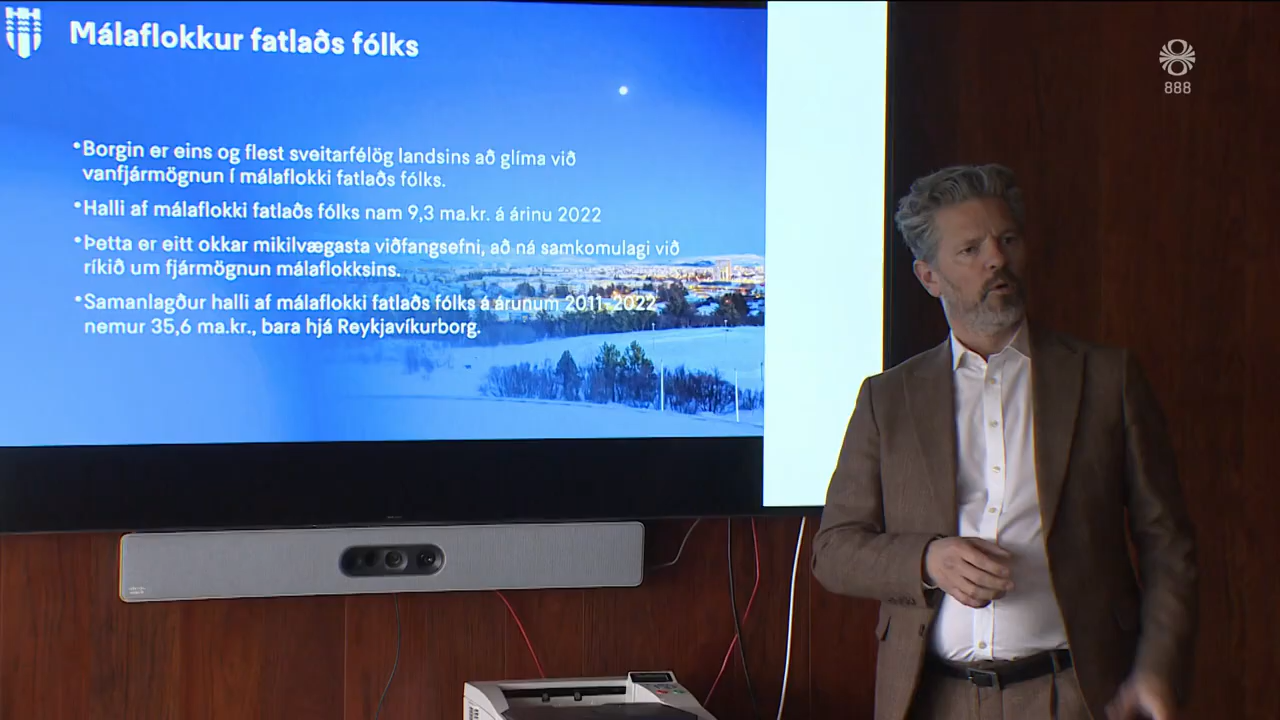 Málaflokkur fatlaðs fólks
•Borgin er eins og flest sveitarfélög landsins að glíma við
vanfjármögnun í málaflokki fatlaðs fólks.
•Halli af málaflokki fatlaðs fólks nam 9,3 ma.kr. á árinu 2022
•Þetta er eitt okkar mikilvægasta viðfangsefni, að ná samkomulagi við
ríkið um fjármögnun málaflokksins.
•Samanlagður halli af málaflokki fatlaðs fólks á árunum 2011-2022
nemur 35,6 ma.kr., bara hjá Reykjavíkurborg.
888